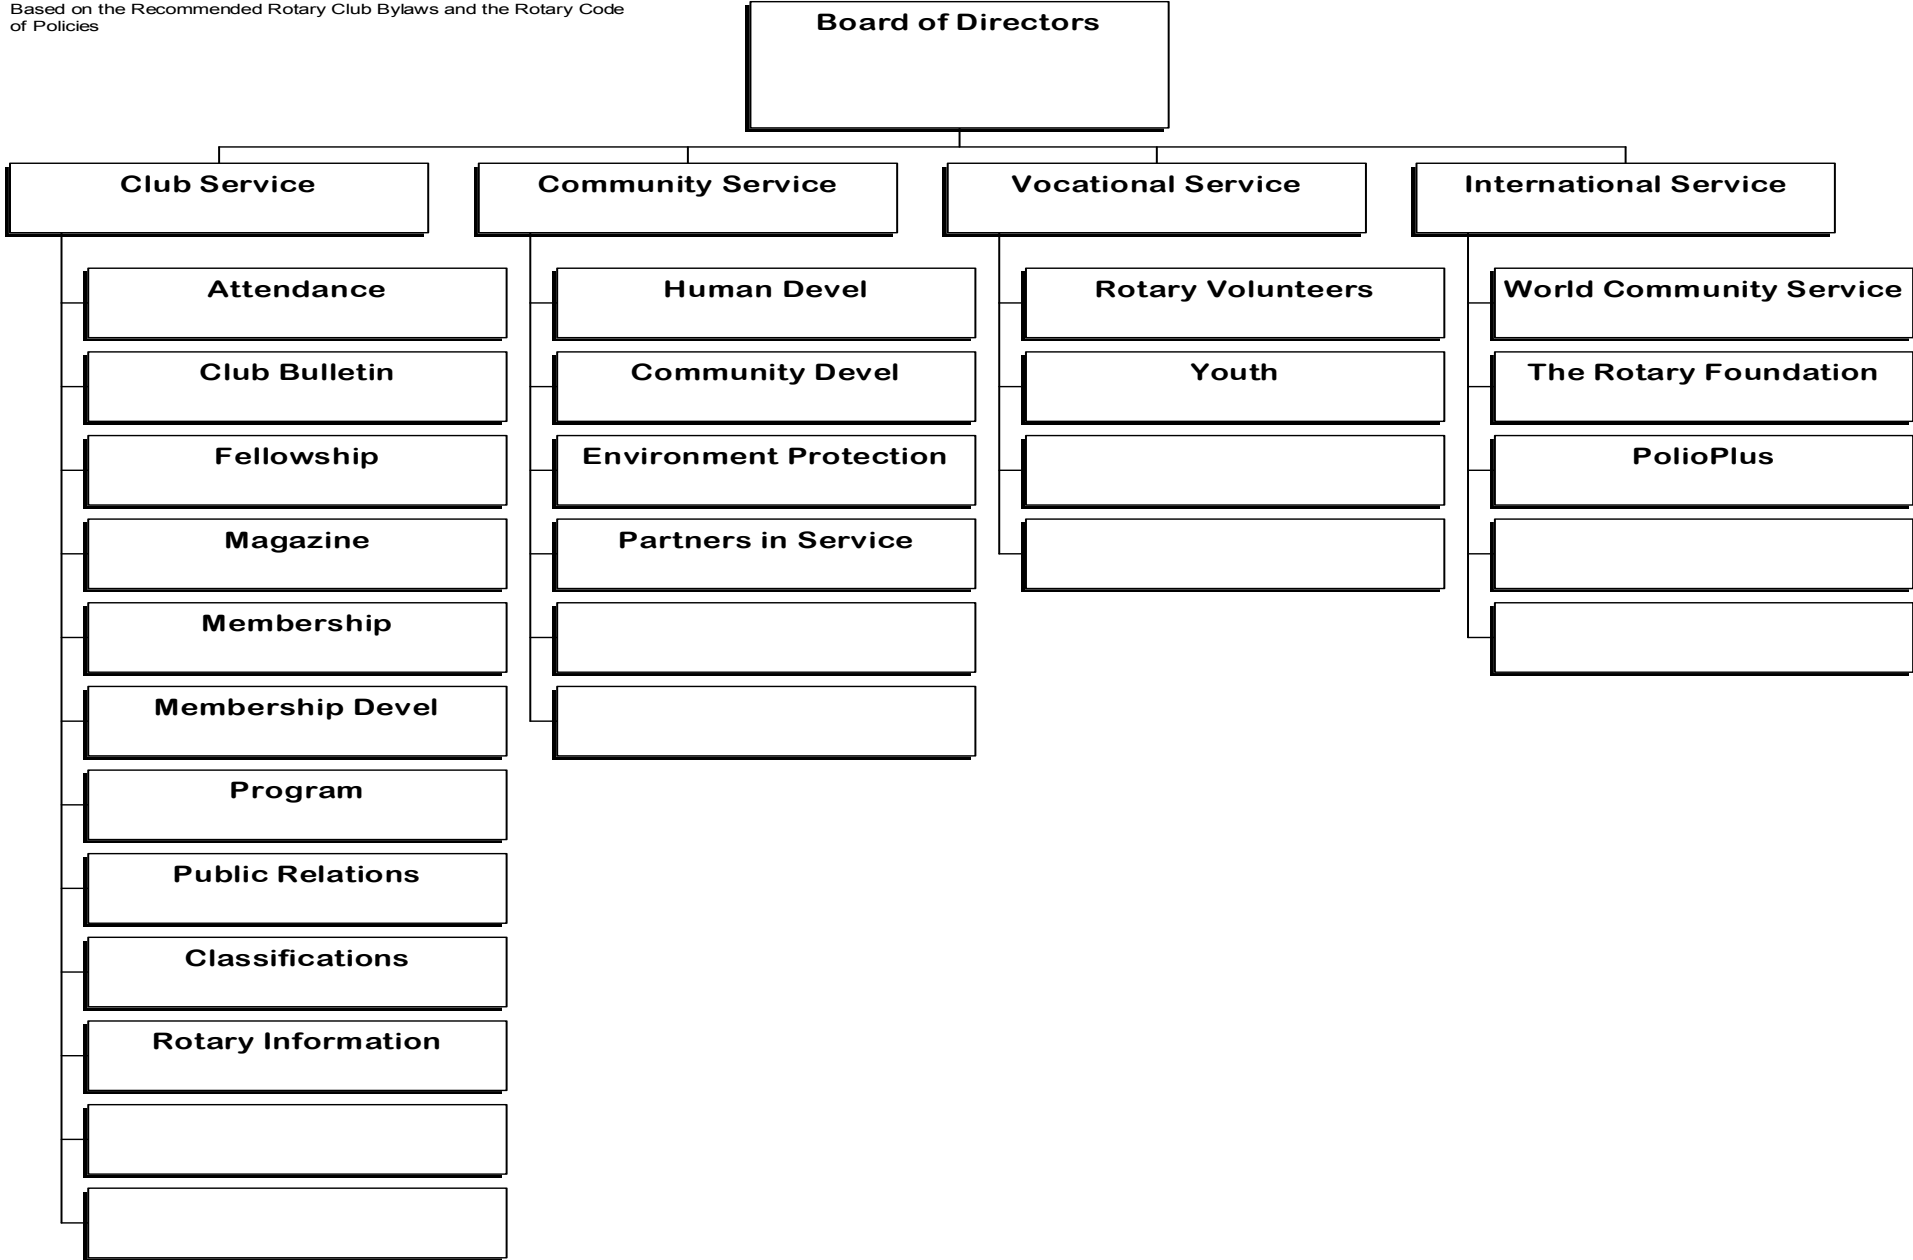 Based on the Recommended Rotary Club Bylaws and the Rotary Code
of Policies
Board of Directors
Club Service
Community Service
Vocational Service
International Service
Attendance
Club Bulletin
Fellowship
Magazine
Membership
Membership Devel
Program
Public Relations
Classifications
Rotary Information
Human Devel
Community Devel
Environment Protection
Partners in Service
Rotary Volunteers
Youth
World Community Service
The Rotary Foundation
PolioPlus